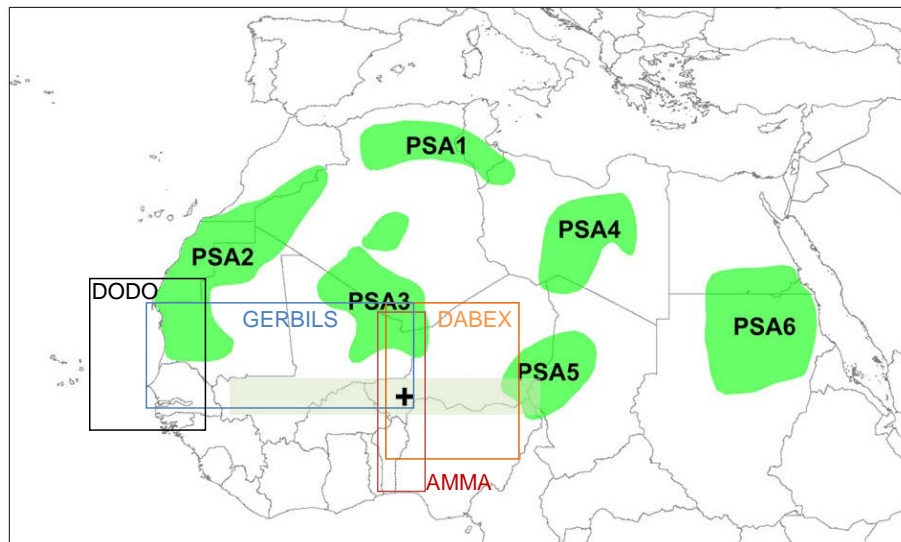 PSA1
PSA4
PSA2
DODO
PSA3
GERBILS
DABEX
PSA6
PSA5
AMMA